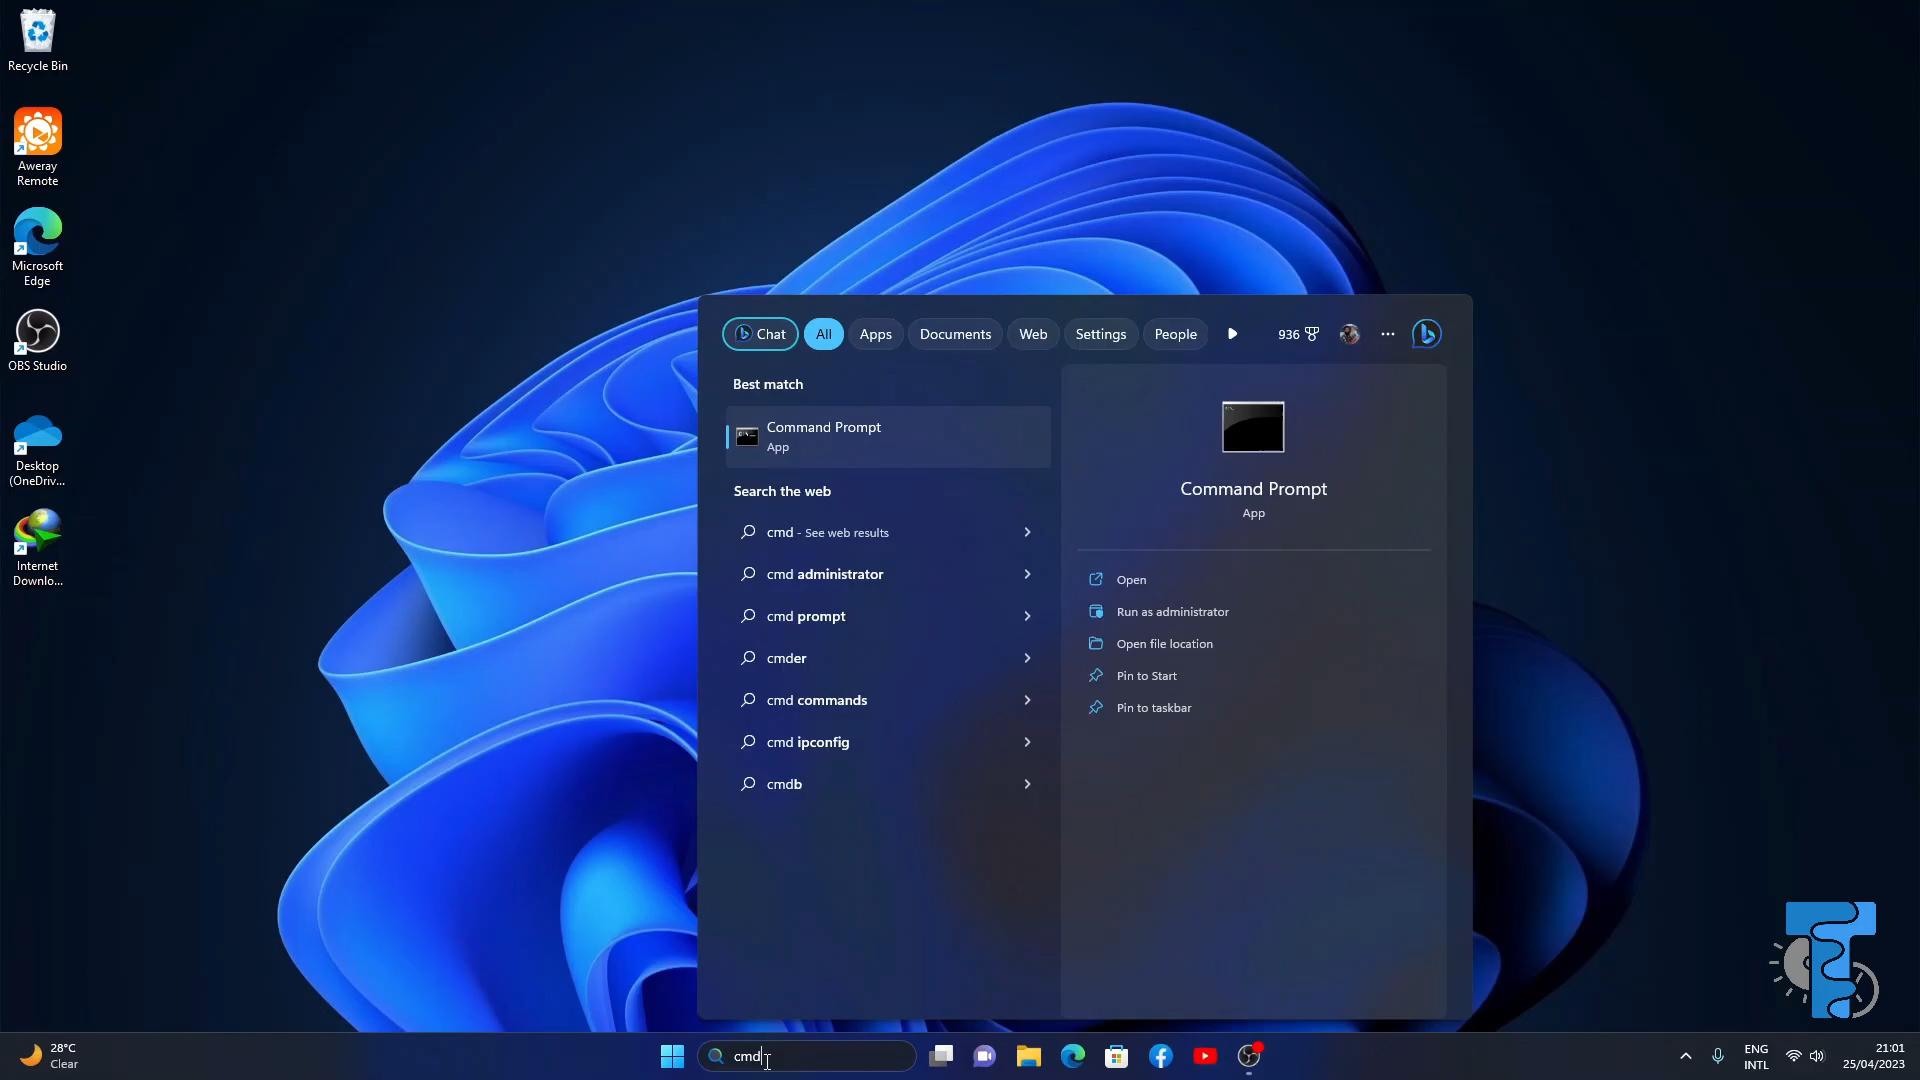 Recycle Bin
Aweray
Remote
Microsoft
Edge
OBS Studio
Desktop
(OneDriv...
Internet
Downlo...
Chat
All
Apps
Documents
Web
Settings
People
936
Best match
Command Prompt
App
Search the web
cmd - See web results
cmd administrator
cmd prompt
cmder
cmd commands
cmd ipconfig
cmdb
Command Prompt
App
Open
Run as administrator
Open file location
Pin to Start
Pin to taskbar
28°C
Clear
cmd
ENG
INTL
21:01
25/04/2023